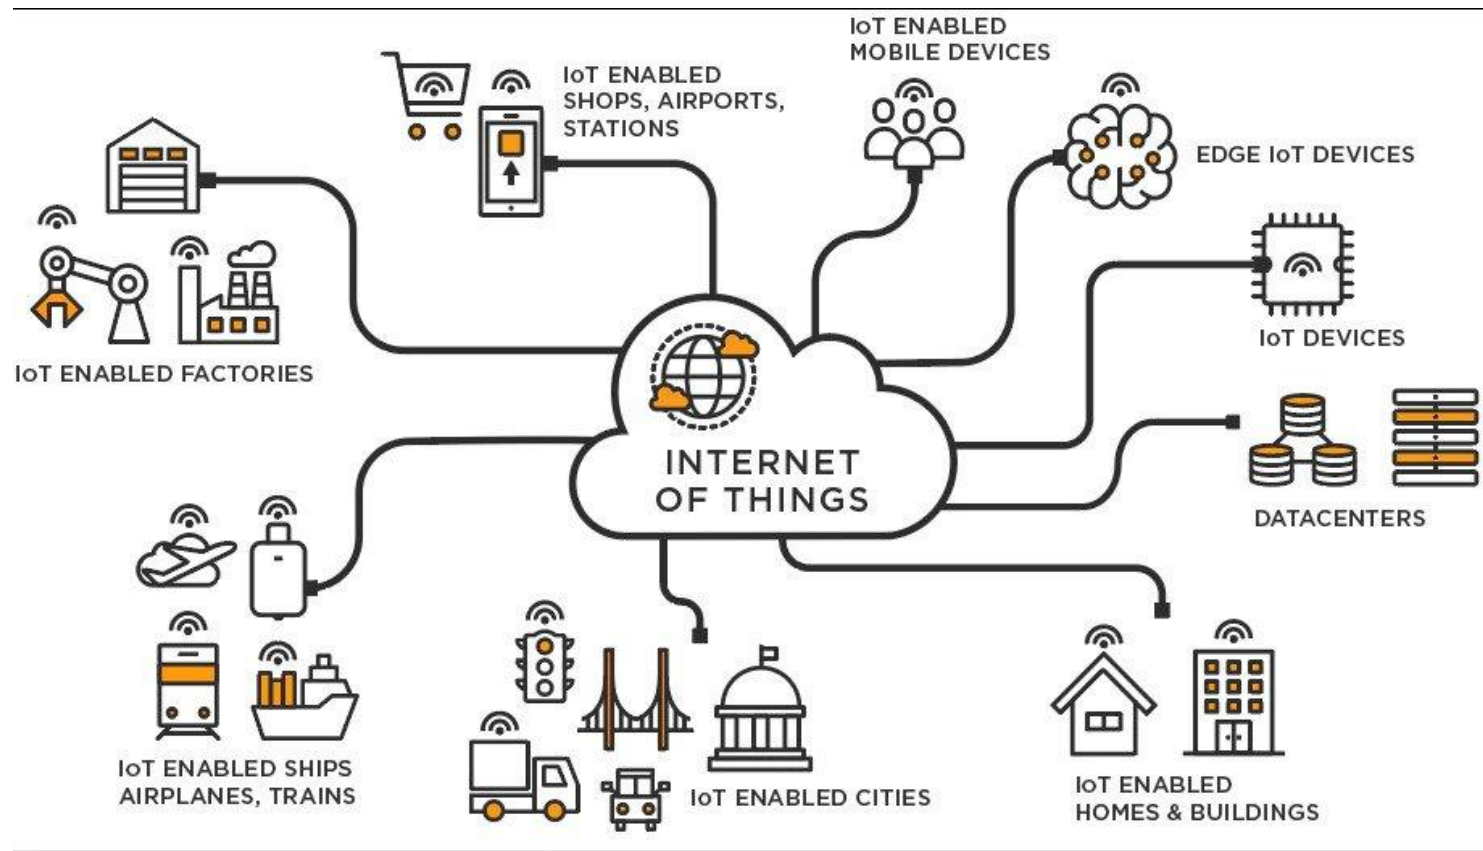 IoT ENABLED
MOBILE DEVICES
IoT ENABLED
SHOPS, AIRPORTS,
STATIONS
EDGE IoT DEVICES
IoT DEVICES
IoT ENABLED FACTORIES
INTERNET
OF THINGS
DATACENTERS
IoT ENABLED SHIPS
AIRPLANES, TRAINS
IoT ENABLED CITIES
IoT ENABLED
HOMES & BUILDINGS